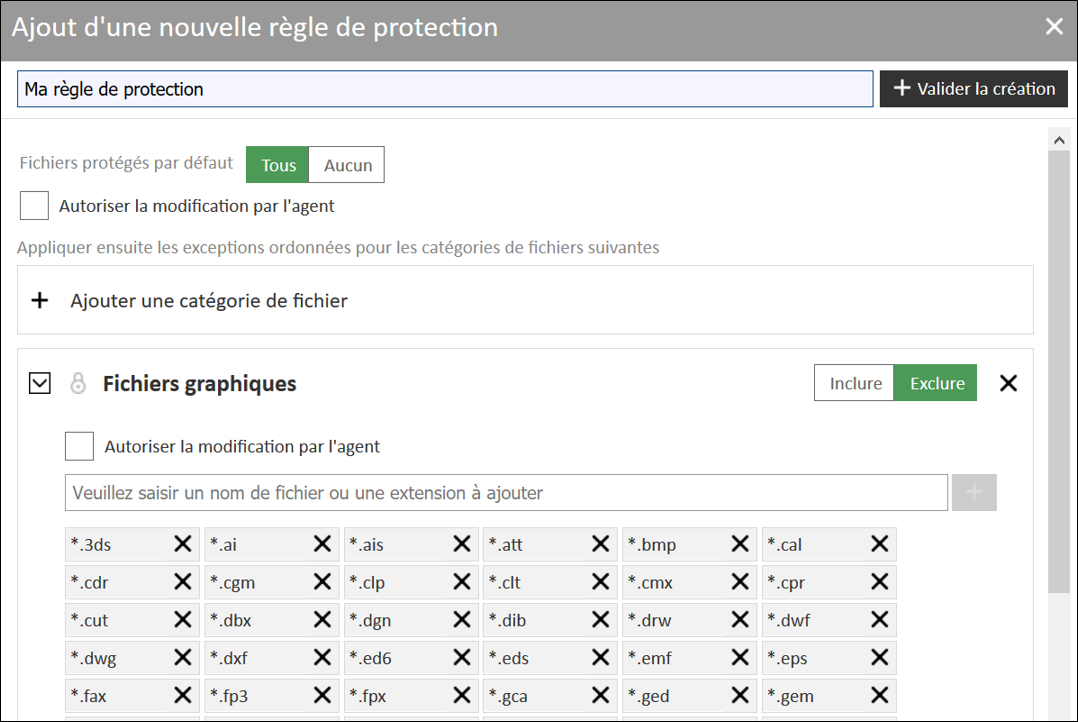 Ajout d'une nouvelle règle de protection
Ma règle de protection
Valider la création
Fichiers protégés par défaut Tous Aucun
Autoriser la modification par l'agent
Appliquer ensuite les exceptions ordonnées pour les catégories de fichiers suivantes
Ajouter une catégorie de fichier
Fichiers graphiques Inclure Exclure
Autoriser la modification par l'agent
Veuillez saisir un nom de fichier ou une extension à ajouter
*.3ds *.ai *.ais *.att *.bmp *.cal
*.cdr *.cgm *.clp *.clt *.cmx *.cpr
*.cut *.dbx *.dgn *.dib *.drw *.dwf
*.dwg *.dxf *.ed6 *.eds *.emf *.eps
*.fax *.fp3 *.fpx *.gca *.ged *.gem